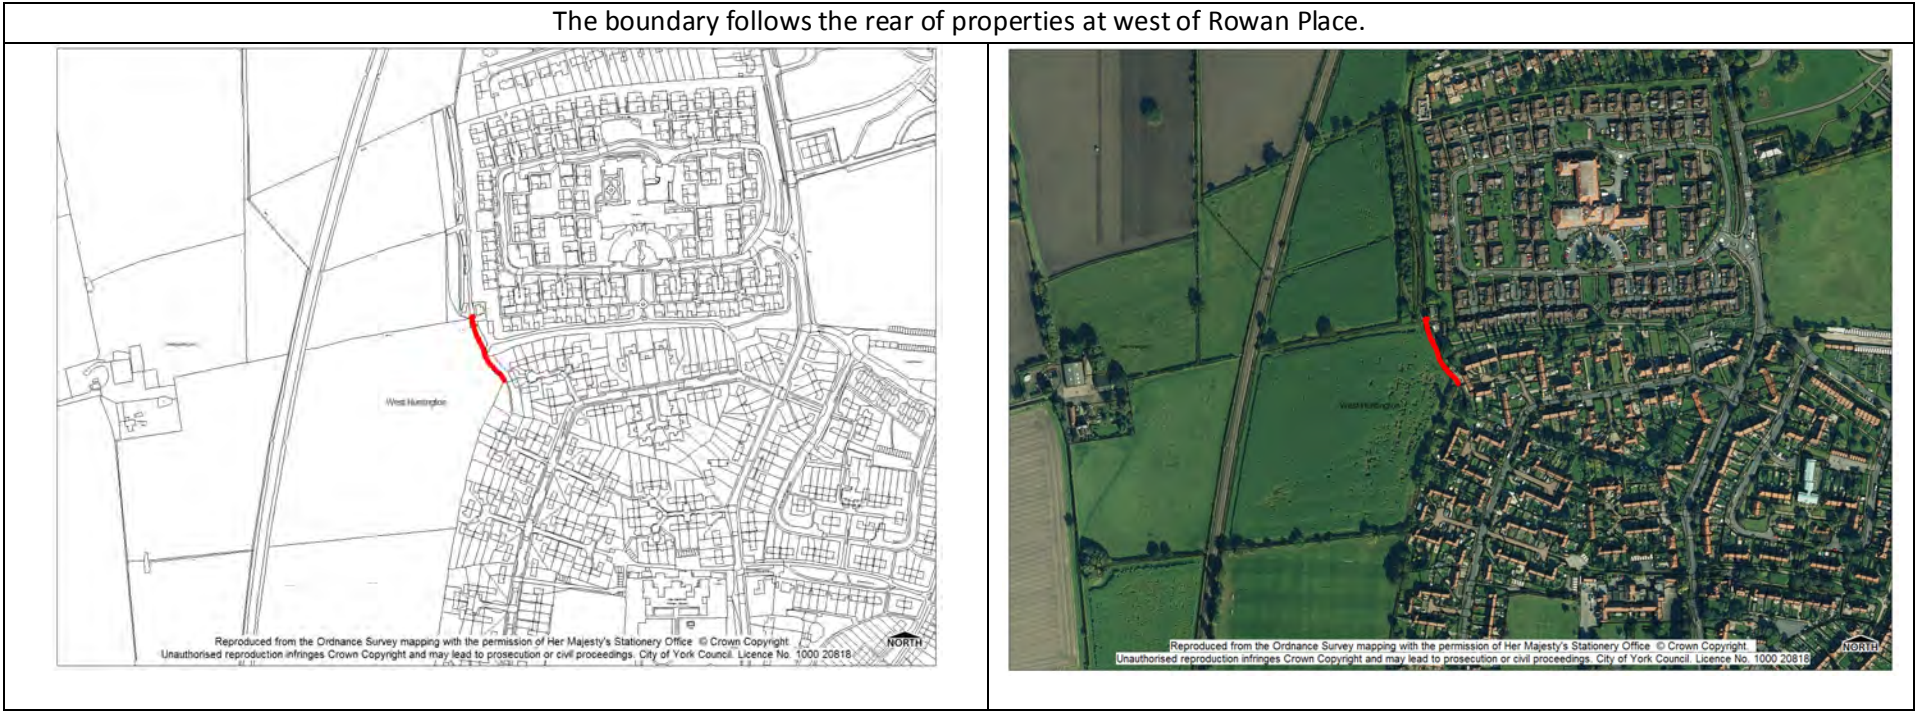 The boundary follows the rear of properties at west of Rowan Place.
West Huntington
Reproduced from the Ordnance Survey mapping with the permission of Her Majesty's Stationery Office © Crown Copyright.
Unauthorised reproduction infringes Crown Copyright and may lead to prosecution or civil proceedings. City of York Council. Licence No. 1000 20818
NORTH
West Huntington
Reproduced from the Ordnance Survey mapping with the permission of Her Majesty's Stationery Office © Crown Copyright.
Unauthorised reproduction infringes Crown Copyright and may lead to prosecution or civil proceedings. City of York Council. Licence No. 1000 20818
NORTH